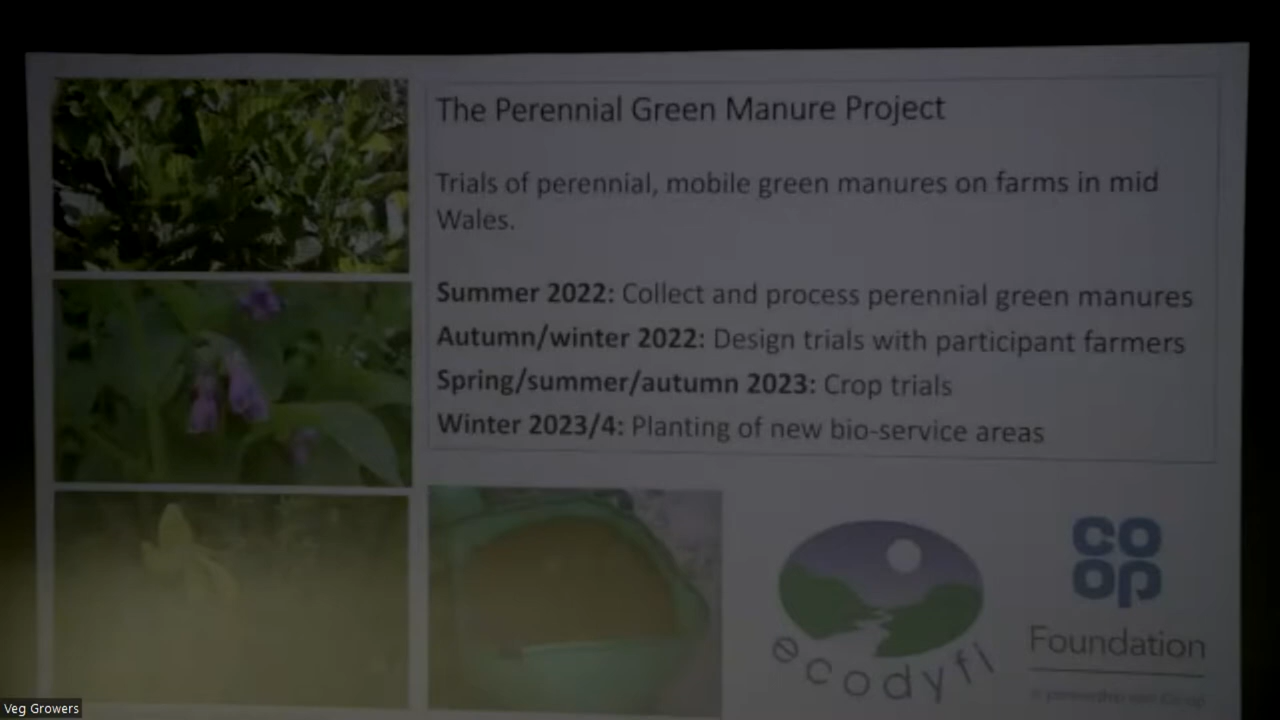 The Perennial Green Manure Project
Trials of perennial, mobile green manures on farms in mid
Wales.
Summer 2022: Collect and process perennial green manures
Autumn/winter 2022: Design trials with participant farmers
Spring/summer/autumn 2023: Crop trials
Winter 2023/4: Planting of new bio-service areas
ecodyfi
CO
OP
Foundation
Veg Growers